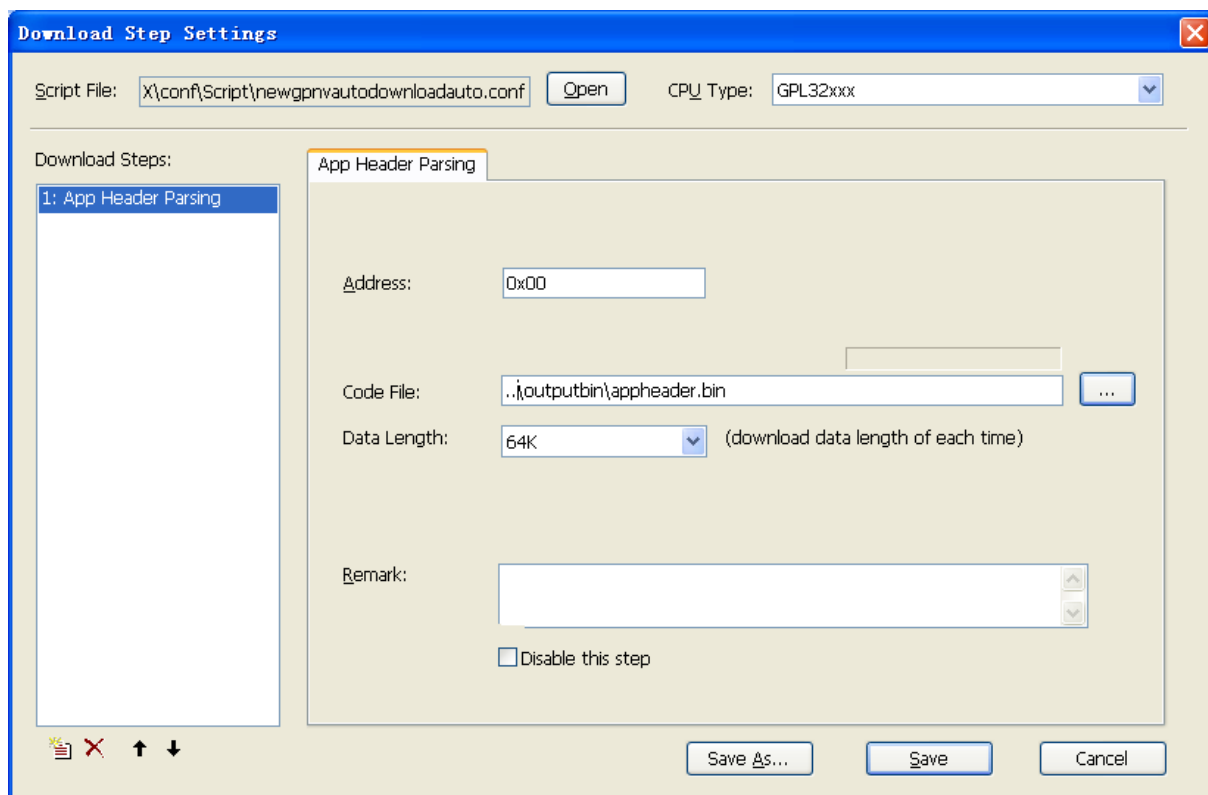 Download Step Settings
Script File: X\conf\Script\newgpnvautodownloadauto.conf Open CPU Type: GPL32xxx
Download Steps:
App Header Parsing
1: App Header Parsing
Address: 0x00
Code File: ..\outputbin\appheader.bin ...
Data Length: 64K (download data length of each time)
Remark:
Disable this step
Save As... Save Cancel